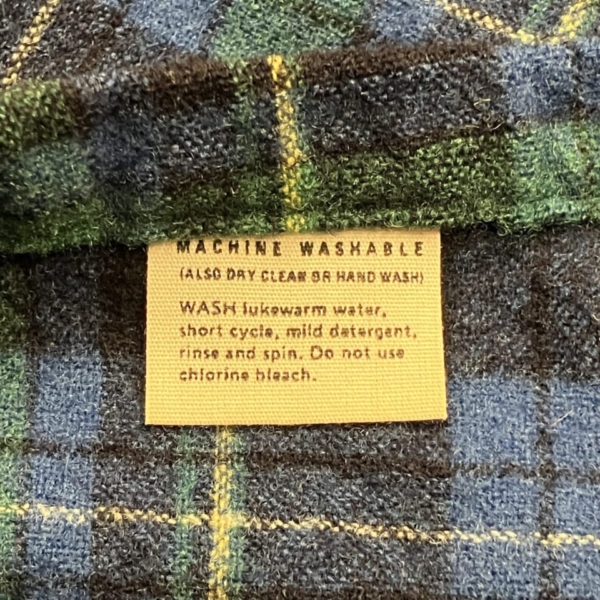 MACHINE WASHABLE
(ALSO DRY CLEAN OR HAND WASH)
WASH lukewarm water,
short cycle, mild detergent,
rinse and spin. Do not use
chlorine bleach.